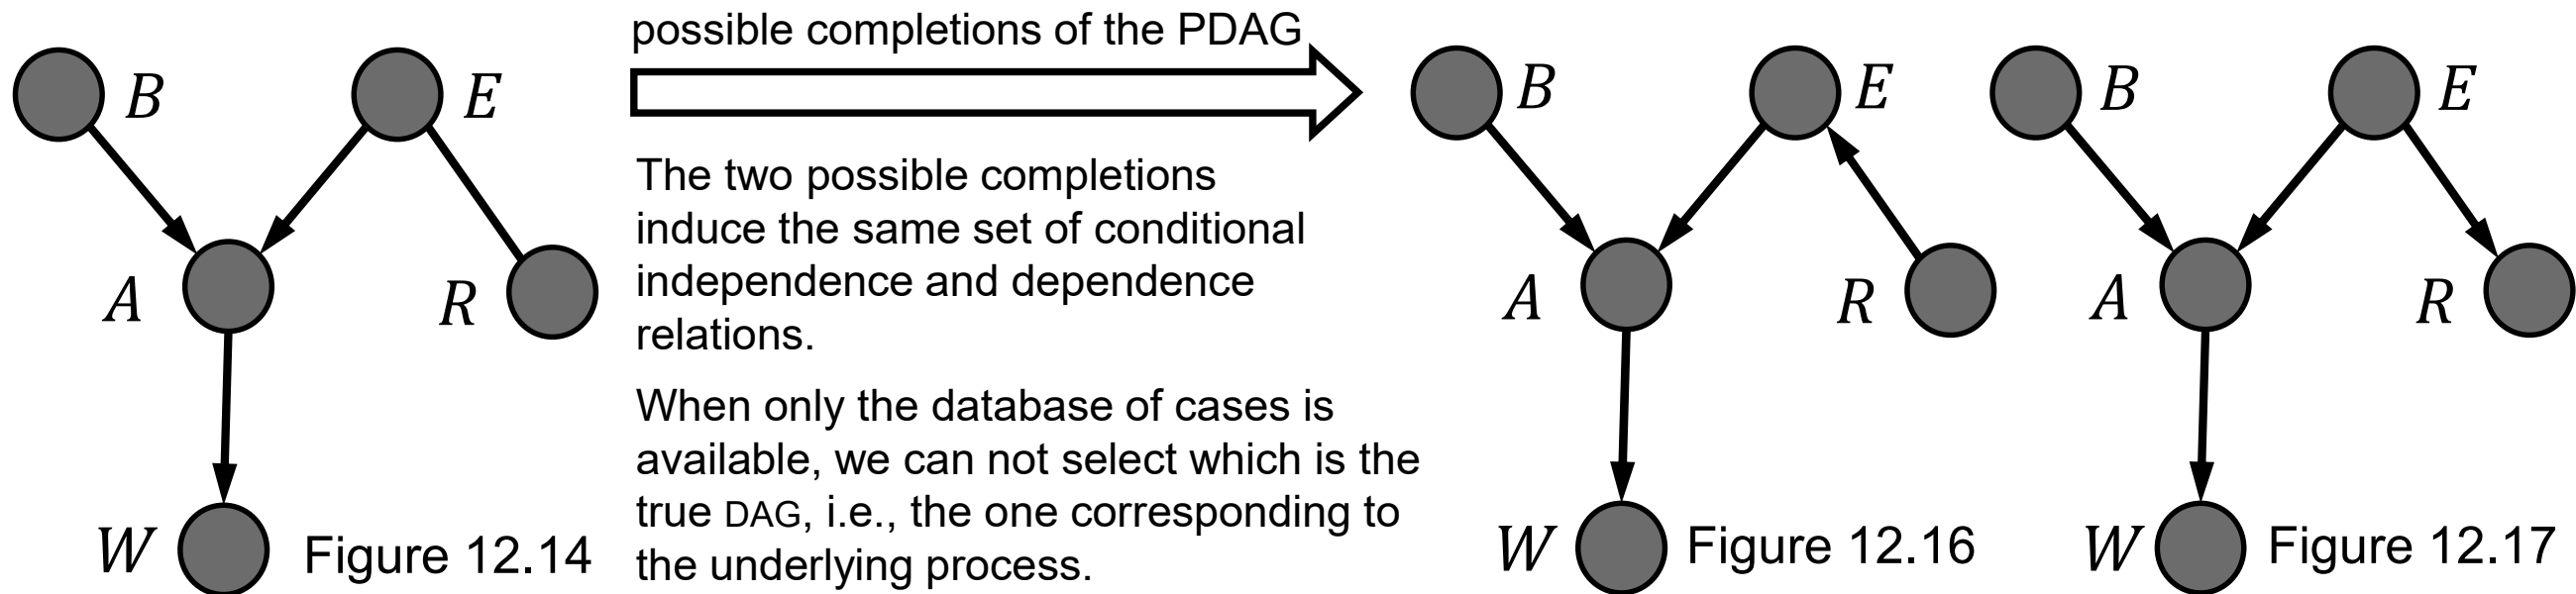 possible completions of the PDAG
B
E
A
R
W
Figure 12.14
The two possible completions
induce the same set of conditional
independence and dependence
relations.
When only the database of cases is
available, we can not select which is the
true DAG, i.e., the one corresponding to
the underlying process.
B
E
A
R
W
Figure 12.16
B
E
A
R
W
Figure 12.17